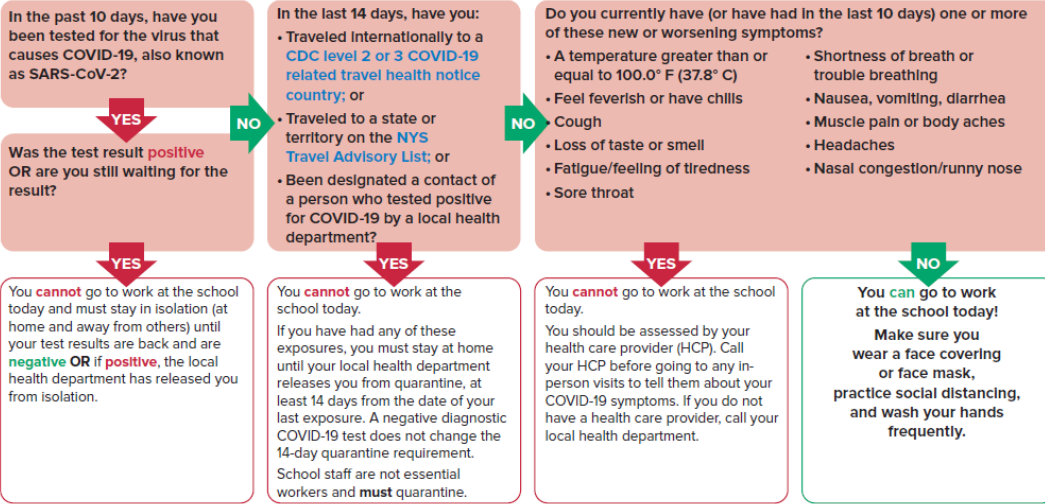 In the past 10 days, have you
been tested for the virus that
causes COVID-19, also known
as SARS-CoV-2?
YES
Was the test result positive
OR are you still waiting for the
result?
YES
You cannot go to work at the school
today and must stay in isolation (at
home and away from others) until
your test results are back and are
negative OR if positive, the local
health department has released you
from isolation.
NO
In the last 14 days, have you:
• Traveled internationally to a
CDC level 2 or 3 COVID-19
related travel health notice
country; or
• Traveled to a state or
territory on the NYS
Travel Advisory List; or
• Been designated a contact of
a person who tested positive
for COVID-19 by a local health
department?
YES
You cannot go to work at the
school today.
If you have had any of these
exposures, you must stay at home
until your local health department
releases you from quarantine, at
least 14 days from the date of your
last exposure. A negative diagnostic
COVID-19 test does not change the
14-day quarantine requirement.
School staff are not essential
workers and must quarantine.
NO
Do you currently have (or have had in the last 10 days) one or more
of these new or worsening symptoms?
• A temperature greater than or
equal to 100.0° F (37.8° C)
• Feel feverish or have chills
• Cough
• Loss of taste or smell
• Fatigue/feeling of tiredness
• Sore throat
• Shortness of breath or
trouble breathing
• Nausea, vomiting, diarrhea
• Muscle pain or body aches
• Headaches
• Nasal congestion/runny nose
YES
You cannot go to work at the school
today.
You should be assessed by your
health care provider (HCP). Call
your HCP before going to any in-
person visits to tell them about your
COVID-19 symptoms. If you do not
have a health care provider, call your
local health department.
NO
You can go to work
at the school today!
Make sure you
wear a face covering
or face mask,
practice social distancing,
and wash your hands
frequently.